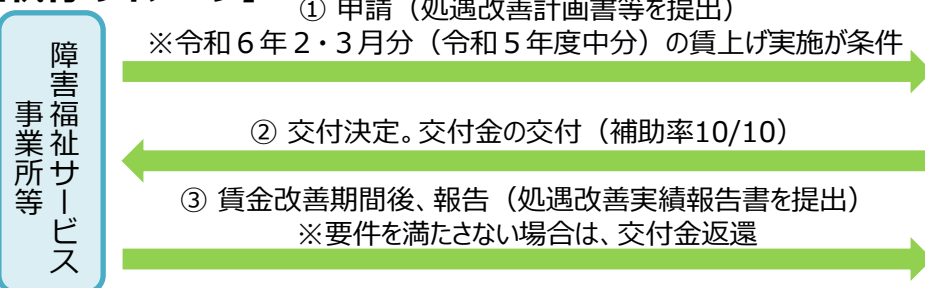 ① 申請（処遇改善計画書等を提出）
※令和６年２・３月分（令和５年度中分）の賃上げ実施が条件
障害福祉サービス
事業所等
② 交付決定。交付金の交付（補助率10/10）
③ 賃金改善期間後、報告（処遇改善実績報告書を提出）
※要件を満たさない場合は、交付金返還